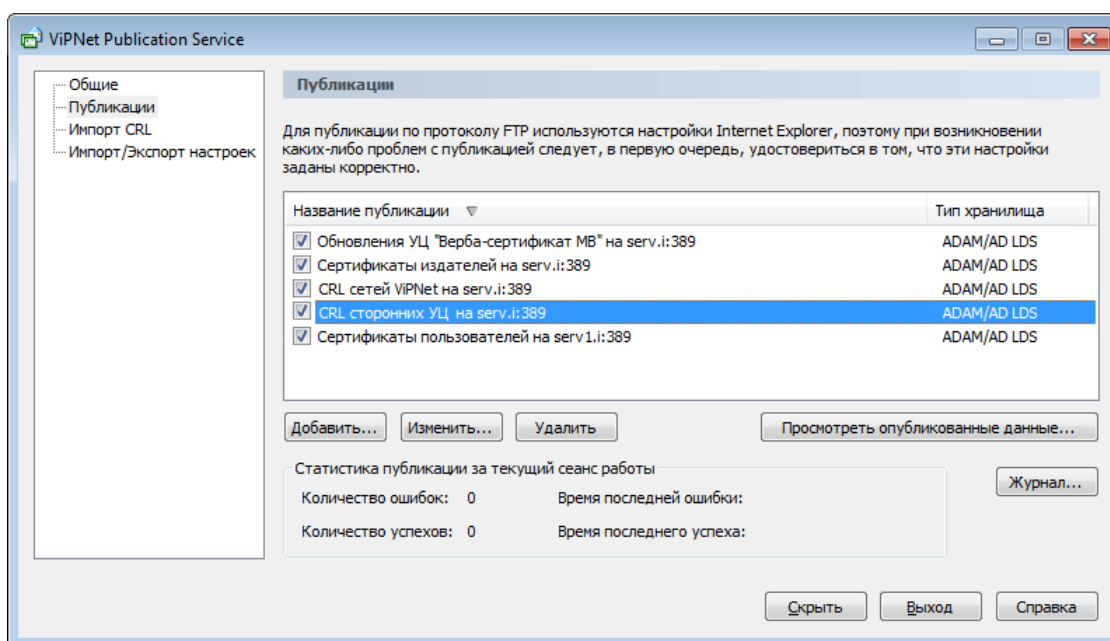 ViPNet Publication Service
Общие
Публикации
Импорт CRL
Импорт/Экспорт настроек
Публикации
Для публикации по протоколу FTP используются настройки Internet Explorer, поэтому при возникновении
каких-либо проблем с публикацией следует, в первую очередь, удостовериться в том, что эти настройки
заданы корректно.
Название публикации Тип хранилища
Обновления УЦ "Верба-сертификат МВ" на serv.i:389 ADAM/AD LDS
Сертификаты издателей на serv.i:389 ADAM/AD LDS
CRL сетей ViPNet на serv.i:389 ADAM/AD LDS
CRL сторонних УЦ на serv.i:389 ADAM/AD LDS
Сертификаты пользователей на serv1.i:389 ADAM/AD LDS
Добавить... Изменить... Удалить Просмотреть опубликованные данные...
Статистика публикации за текущий сеанс работы
Журнал...
Количество ошибок: 0 Время последней ошибки:
Количество успехов: 0 Время последнего успеха:
Скрыть Выход Справка